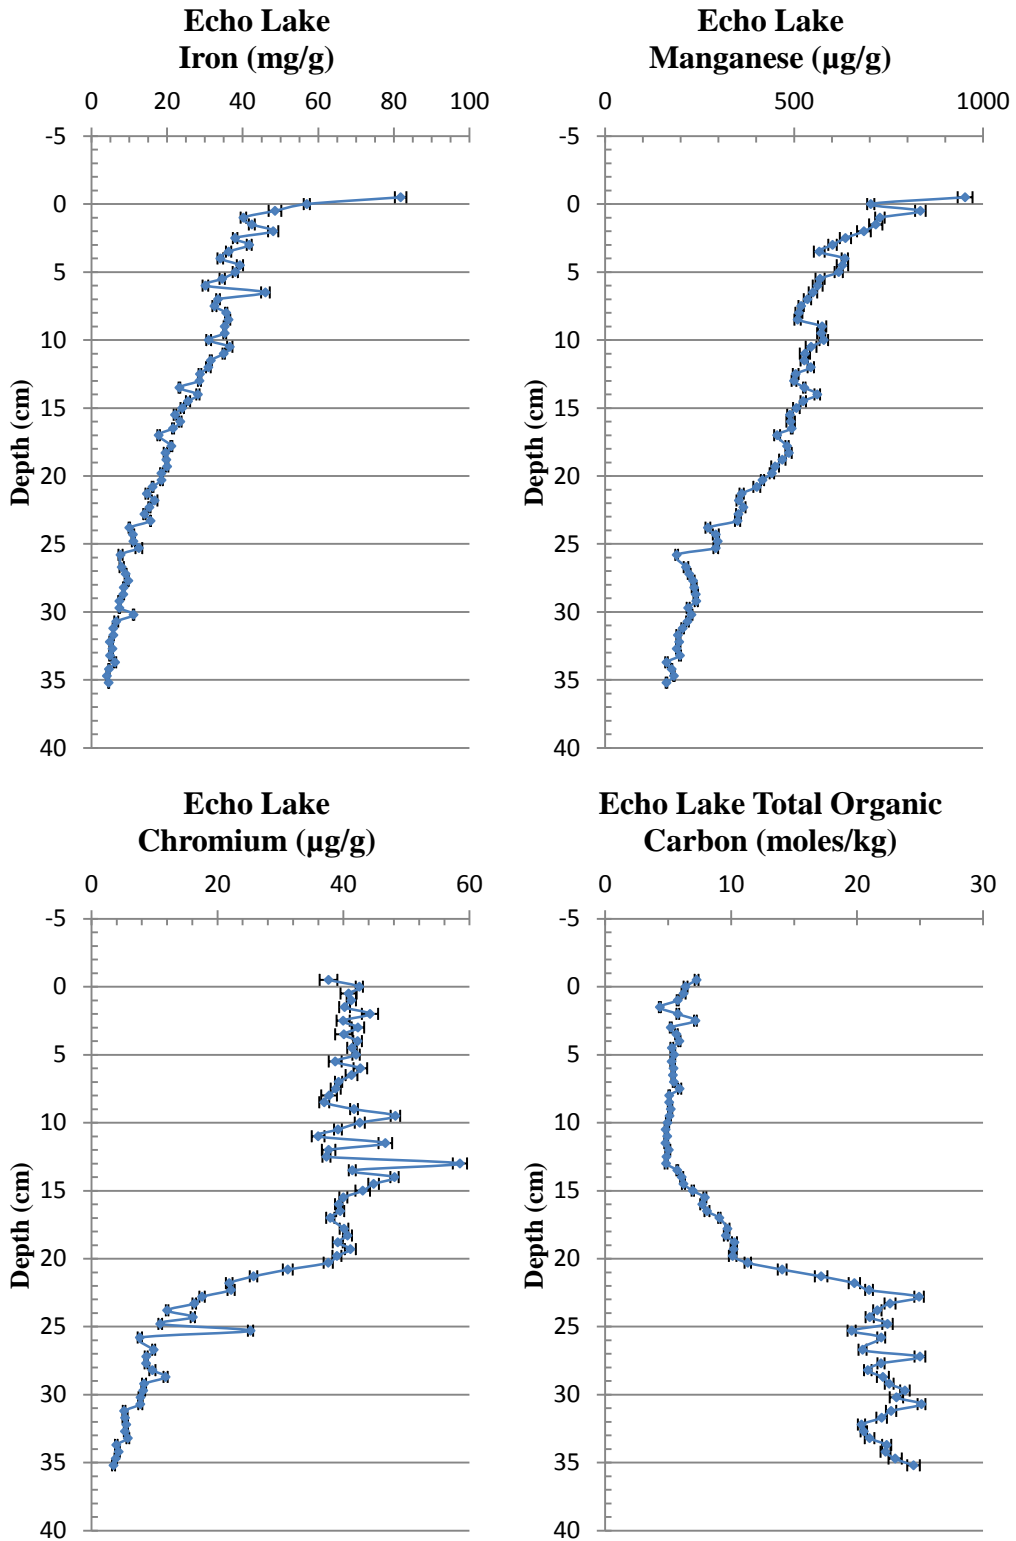 Echo Lake
Iron (mg/g)
0 20 40 60 80 100
-5
0
5
10
15
20
25
30
35
40
Depth (cm)
Echo Lake
Manganese (µg/g)
0 500 1000
-5
0
5
10
15
20
25
30
35
40
Depth (cm)
Echo Lake
Chromium (µg/g)
0 20 40 60
-5
0
5
10
15
20
25
30
35
40
Depth (cm)
Echo Lake Total Organic
Carbon (moles/kg)
0 10 20 30
-5
0
5
10
15
20
25
30
35
40
Depth (cm)